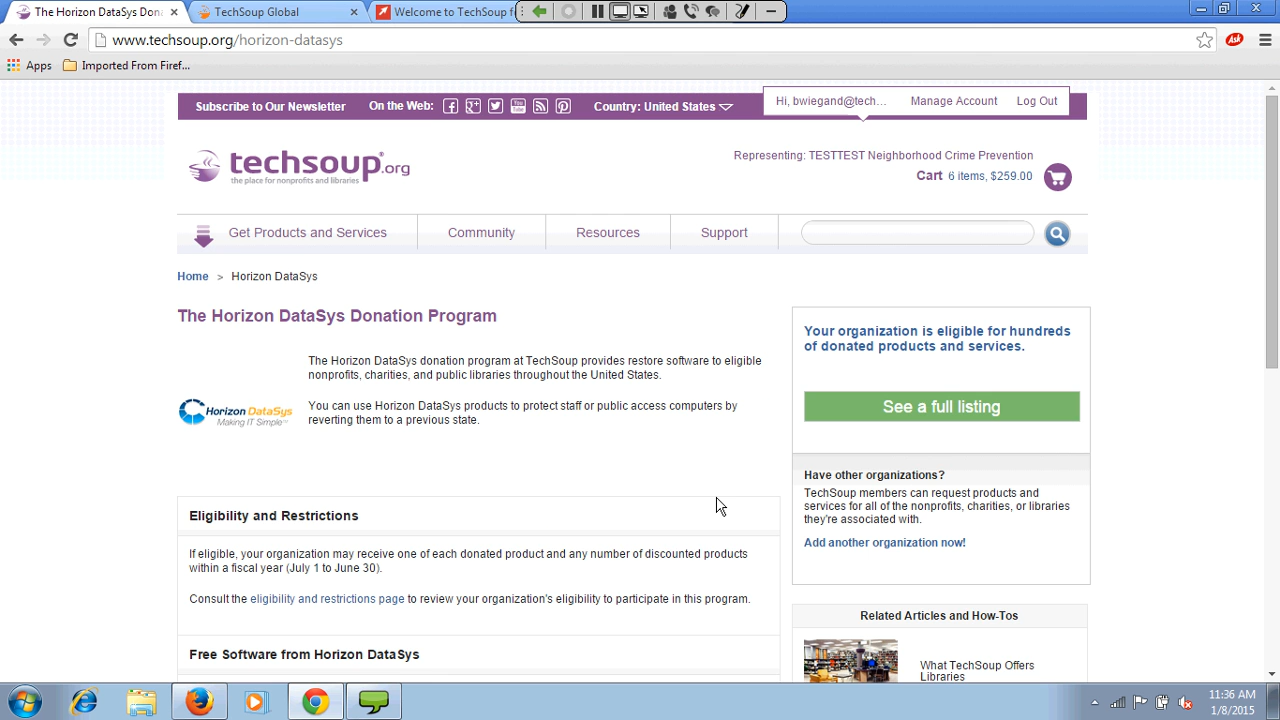 The Horizon DataSys Don
TechSoup Global
Welcome to TechSoup f
www.techsoup.org/horizon-datasys
Ask
Apps
Imported From Firef...
Subscribe to Our Newsletter
On the Web:
Country: United States
Hi, bwiegand@tech...
Manage Account
Log Out
techsoup.org
the place for nonprofits and libraries
Representing: TESTTEST Neighborhood Crime Prevention
Cart 6 items, $259.00
Get Products and Services
Community
Resources
Support
Home > Horizon DataSys
The Horizon DataSys Donation Program
Horizon DataSys
Making IT Simple™
The Horizon DataSys donation program at TechSoup provides restore software to eligible
nonprofits, charities, and public libraries throughout the United States.
You can use Horizon DataSys products to protect staff or public access computers by
reverting them to a previous state.
Eligibility and Restrictions
If eligible, your organization may receive one of each donated product and any number of discounted products
within a fiscal year (July 1 to June 30).
Consult the eligibility and restrictions page to review your organization's eligibility to participate in this program.
Free Software from Horizon DataSys
Your organization is eligible for hundreds
of donated products and services.
See a full listing
Have other organizations?
TechSoup members can request products and
services for all of the nonprofits, charities, or libraries
they're associated with.
Add another organization now!
Related Articles and How-Tos
What TechSoup Offers
Libraries
11:36 AM
1/8/2015